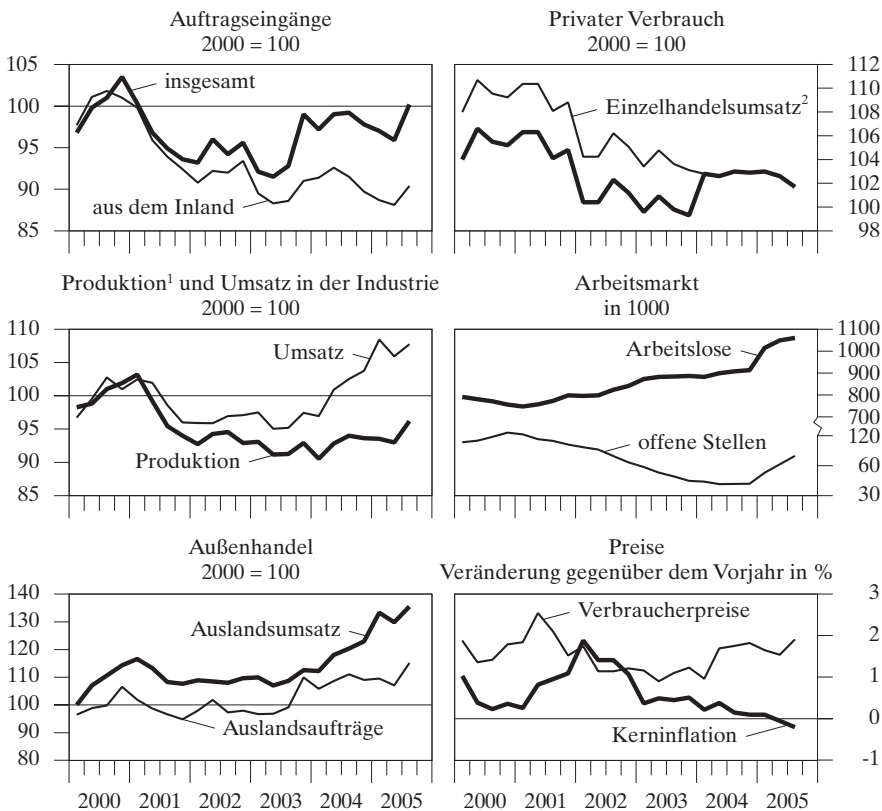 Auftragseingänge
2000 = 100
105
100
95
90
85
insgesamt
aus dem Inland
Privater Verbrauch
2000 = 100
112
110
108
106
104
102
100
98
Einzelhandelsumsatz²
Produktion¹ und Umsatz in der Industrie
2000 = 100
110
105
100
95
90
85
Umsatz
Produktion
Arbeitsmarkt
in 1000
1100
1000
900
800
700
120
60
30
Arbeitslose
offene Stellen
Außenhandel
2000 = 100
140
130
120
110
100
90
80
Auslandsumsatz
Auslandsaufträge
Preise
Veränderung gegenüber dem Vorjahr in %
3
2
1
0
-1
Verbraucherpreise
Kerninflation
2000 2001 2002 2003 2004 2005
2000 2001 2002 2003 2004 2005